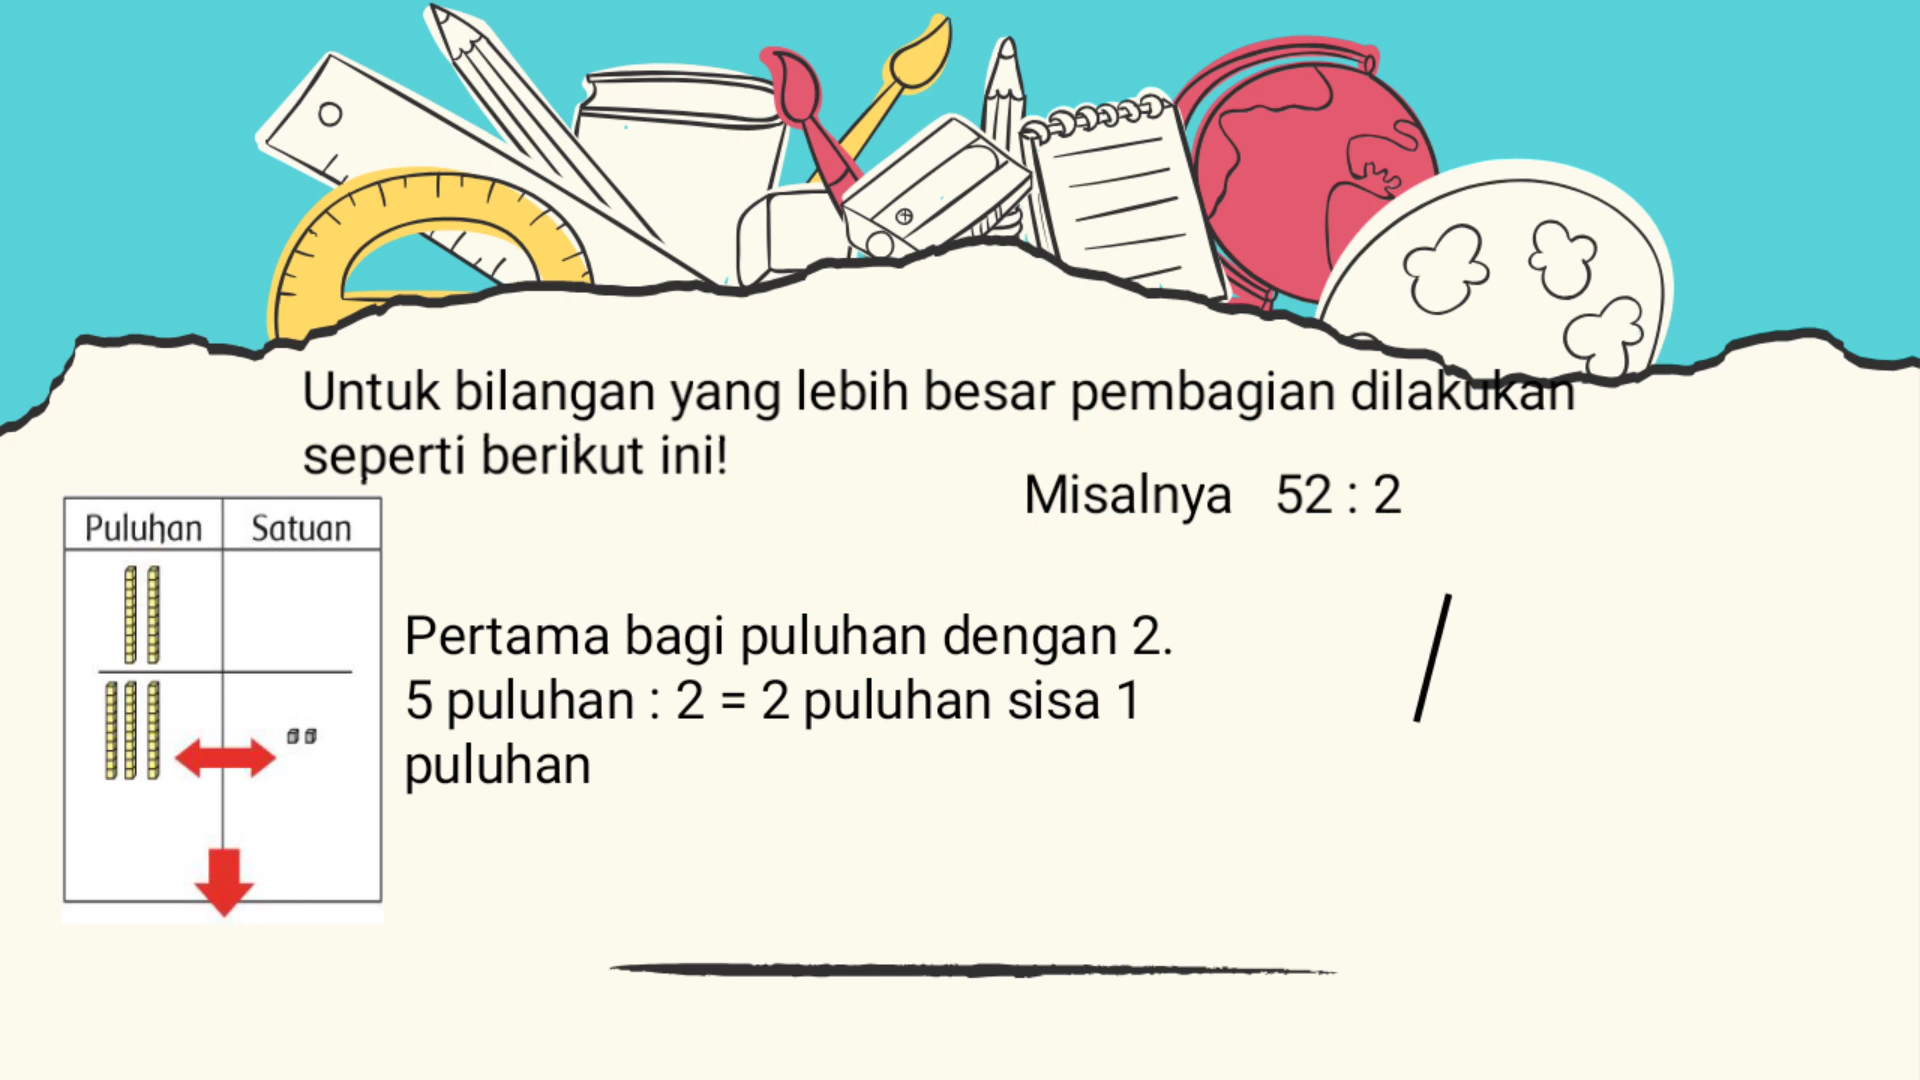 Untuk bilangan yang lebih besar pembagian dilakukan
seperti berikut ini!
Misalnya 52 : 2
Puluhan Satuan
Pertama bagi puluhan dengan 2.
5 puluhan : 2 = 2 puluhan sisa 1
puluhan